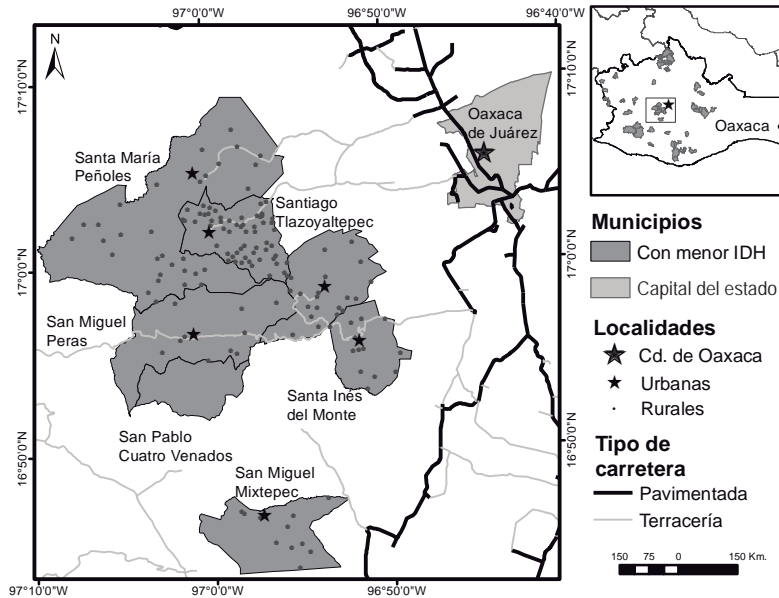 97°0'0"W
96°50'0"W
96°40'0"W
N
17°10'0"N
17°10'0"N
Oaxaca
de Juárez
Oaxaca
Santa María
Peñoles
Santiago
Tlazoyaltepec
Municipios
Con menor IDH
Capital del estado
17°0'0"N
17°0'0"N
San Miguel
Peras
Localidades
Cd. de Oaxaca
Urbanas
Rurales
Santa Inés
del Monte
San Pablo
Cuatro Venados
16°50'0"N
16°50'0"N
San Miguel
Mixtepec
Tipo de
carretera
Pavimentada
Terracería
150 75 0 150 Km.
97°10'0"W
97°0'0"W
96°50'0"W